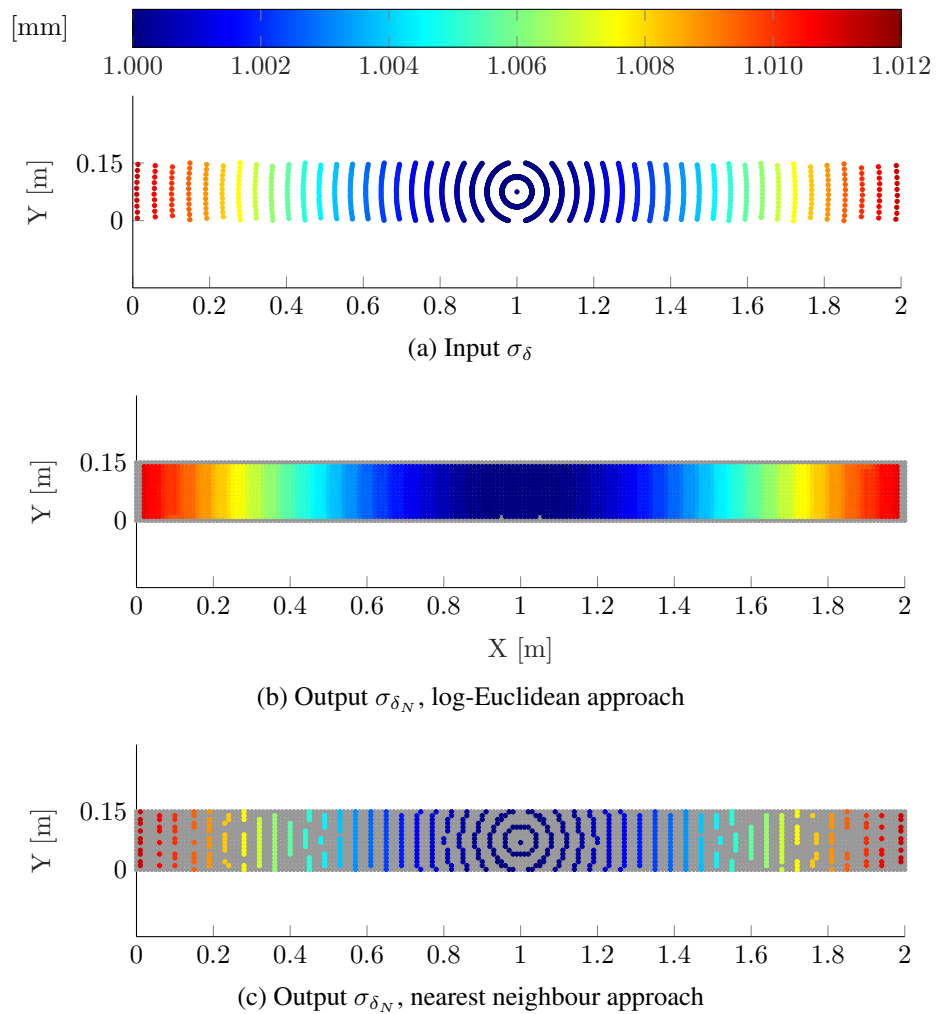 [mm]
1.000 1.002 1.004 1.006 1.008 1.010 1.012
0.15
0
Y [m]
0 0.2 0.4 0.6 0.8 1 1.2 1.4 1.6 1.8 2
(a) Input σ_δ
0.15
0
Y [m]
0 0.2 0.4 0.6 0.8 1 1.2 1.4 1.6 1.8 2
X [m]
(b) Output σ_{δ_N}, log-Euclidean approach
0.15
0
Y [m]
0 0.2 0.4 0.6 0.8 1 1.2 1.4 1.6 1.8 2
(c) Output σ_{δ_N}, nearest neighbour approach